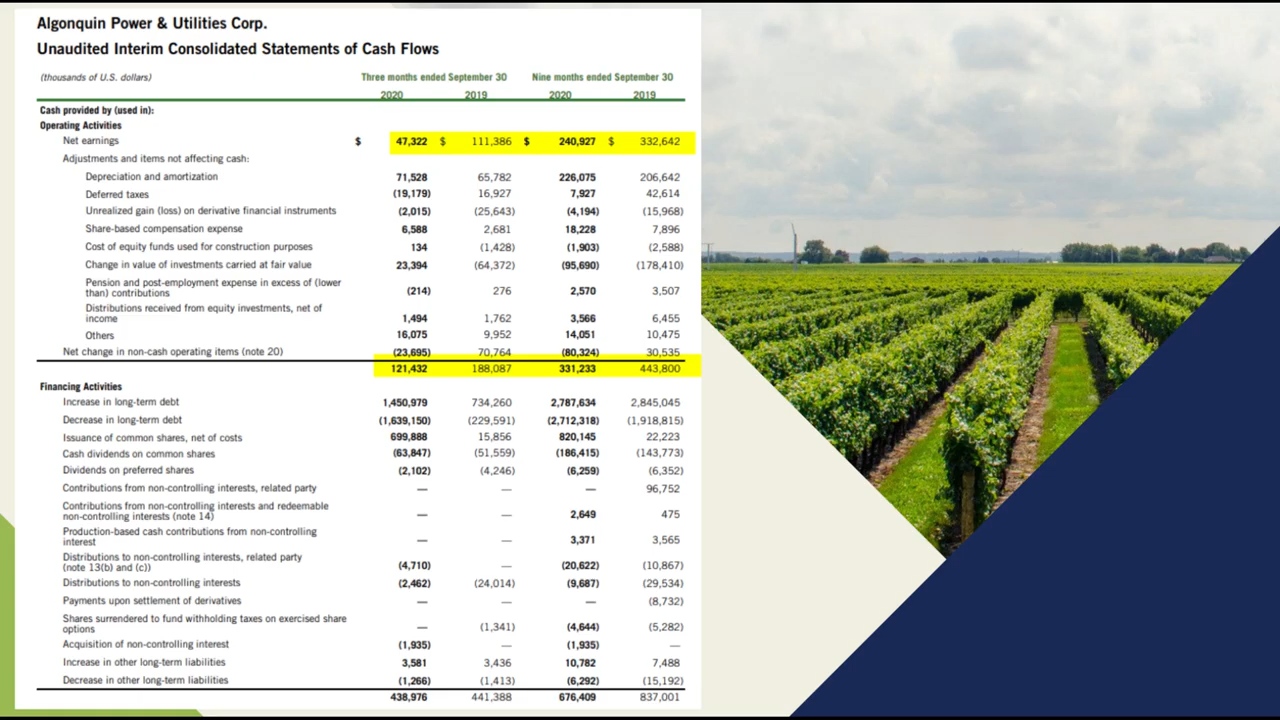 Algonquin Power & Utilities Corp.
Unaudited Interim Consolidated Statements of Cash Flows
(thousands of U.S. dollars) Three months ended September 30 Nine months ended September 30
2020 2019 2020 2019
Cash provided by (used in):
Operating Activities
Net earnings $ 47,322 $ 111,386 $ 240,927 $ 332,642
Adjustments and items not affecting cash:
Depreciation and amortization 71,528 65,782 226,075 206,642
Deferred taxes (19,179) 16,927 7,927 42,614
Unrealized gain (loss) on derivative financial instruments (2,015) (25,643) (4,194) (15,968)
Share-based compensation expense 6,588 2,681 18,228 7,896
Cost of equity funds used for construction purposes 134 (1,428) (1,903) (2,588)
Change in value of investments carried at fair value 23,394 (64,372) (95,690) (178,410)
Pension and post-employment expense in excess of (lower
than) contributions (214) 276 2,570 3,507
Distributions received from equity investments, net of
income 1,494 1,762 3,566 6,455
Others 16,075 9,952 14,051 10,475
Net change in non-cash operating items (note 20) (23,695) 70,764 (80,324) 30,535
121,432 188,087 331,233 443,800
Financing Activities
Increase in long-term debt 1,450,979 734,260 2,787,634 2,845,045
Decrease in long-term debt (1,639,150) (229,591) (2,712,318) (1,918,815)
Issuance of common shares, net of costs 699,888 15,856 820,145 22,223
Cash dividends on common shares (63,847) (51,559) (186,415) (143,773)
Dividends on preferred shares (2,102) (4,246) (6,259) (6,352)
Contributions from non-controlling interests, related party — — — 96,752
Contributions from non-controlling interests and redeemable
non-controlling interests (note 14) — — 2,649 475
Production-based cash contributions from non-controlling
interest — — 3,371 3,565
Distributions to non-controlling interests, related party
(note 13(b) and (c)) (4,710) — (20,622) (10,867)
Distributions to non-controlling interests (2,462) (24,014) (9,687) (29,534)
Payments upon settlement of derivatives — — — (8,732)
Shares surrendered to fund withholding taxes on exercised share
options — (1,341) (4,644) (5,282)
Acquisition of non-controlling interest (1,935) — (1,935) —
Increase in other long-term liabilities 3,581 3,436 10,782 7,488
Decrease in other long-term liabilities (1,266) (1,413) (6,292) (15,192)
438,976 441,388 676,409 837,001